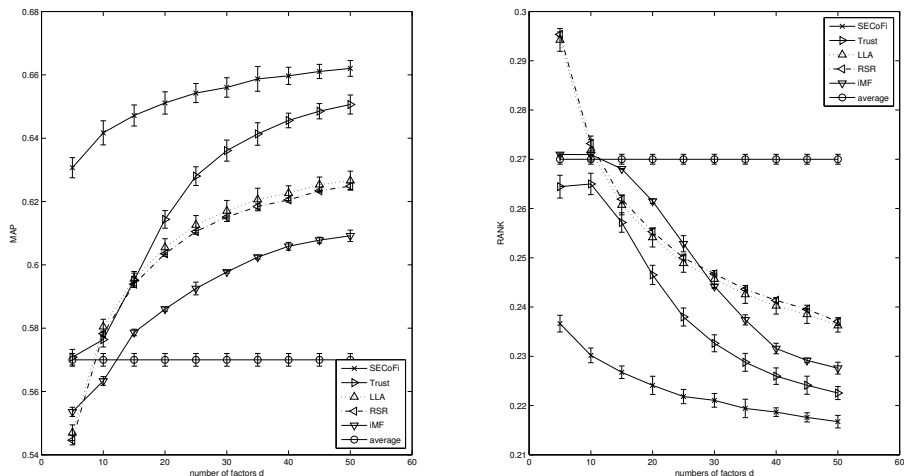 0.68
0.66
0.64
0.62
0.6
0.58
0.56
0.54
MAP
0
10
20
30
40
50
60
number of factors d
SECoFi
Trust
LLA
RSR
iMF
average
0.3
0.29
0.28
0.27
0.26
0.25
0.24
0.23
0.22
0.21
RANK
0
10
20
30
40
50
60
numbers of factors d
SECoFi
Trust
LLA
RSR
iMF
average